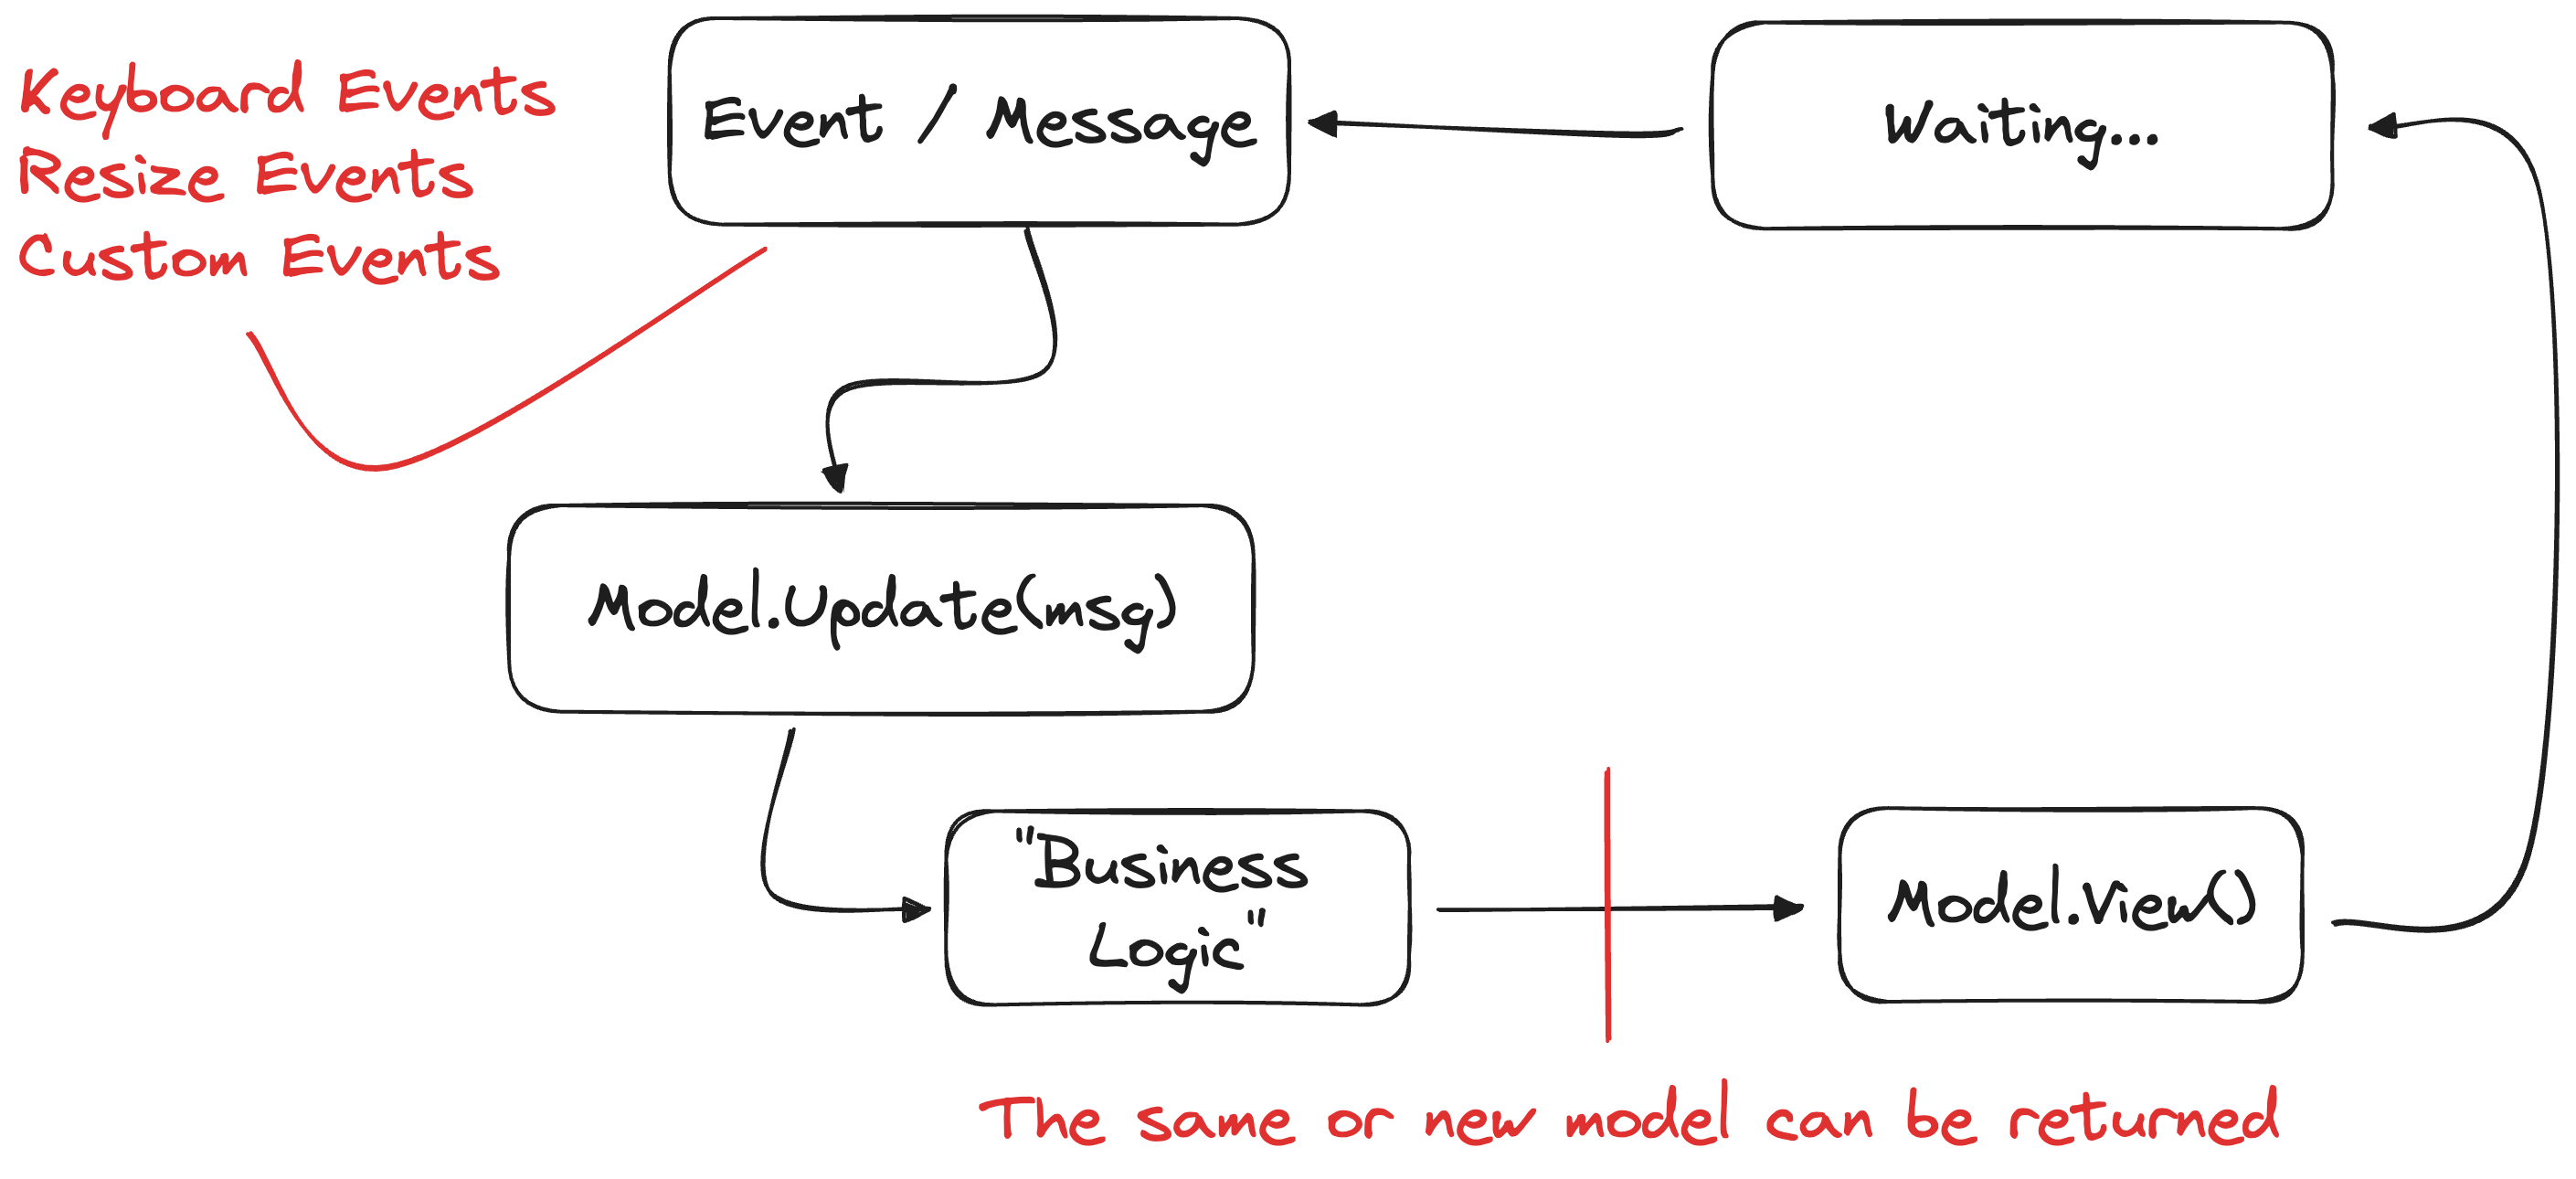 Keyboard Events
Resize Events
Custom Events
Event / Message
Waiting...
Model.Update(msg)
"Business
Logic"
Model.View()
The same or new model can be returned